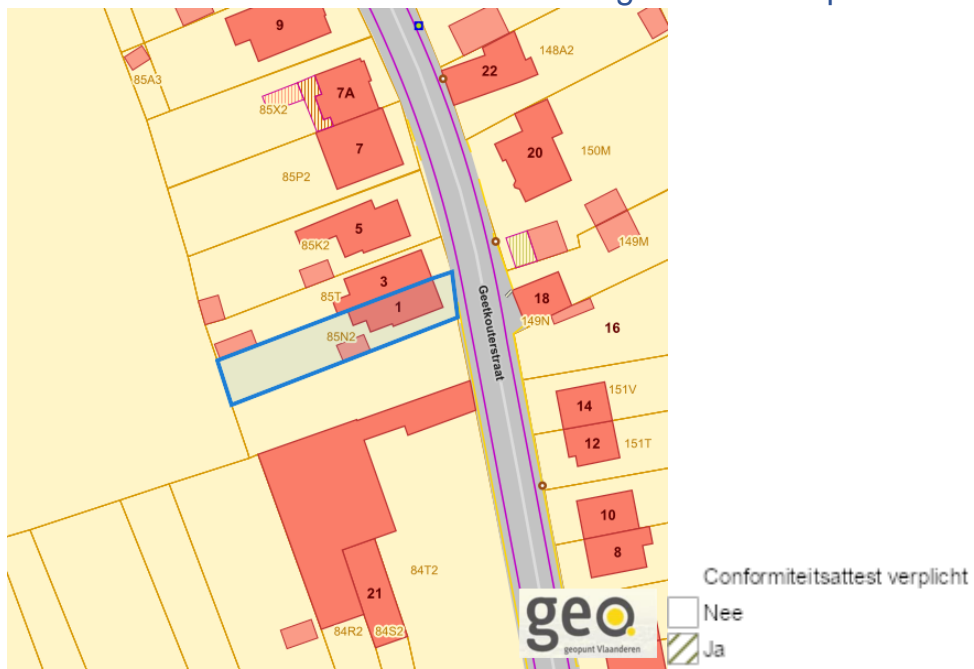 9
85A3
22
148A2
7A
85X2
7
20
150M
85P2
5
85K2
149M
3
85T
1
18
149N
Geetkouterstraat
16
85N2
14
151V
12
151T
10
8
84T2
21
84R2
84S2
geo.
geopunt Vlaanderen
Conformiteitsattest verplicht
Nee
Ja